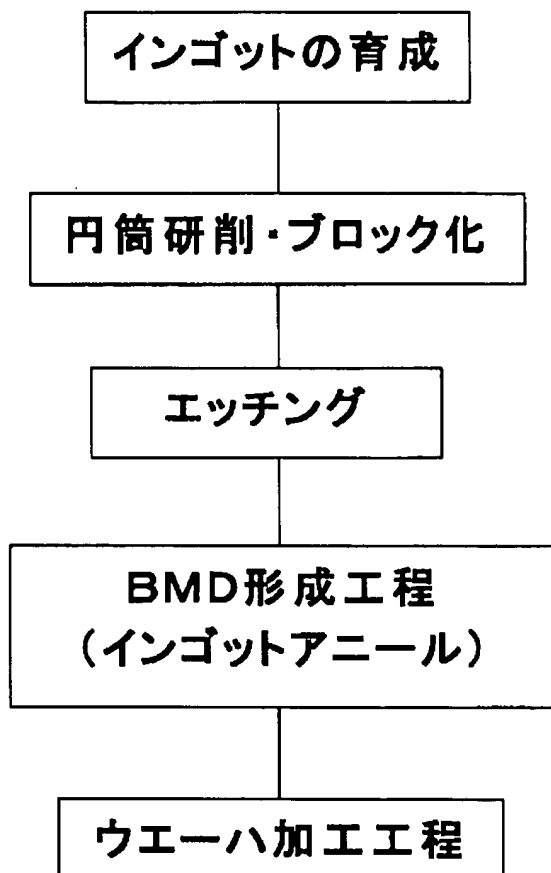 インゴットの育成
円筒研削・ブロック化
エッチング
BMD形成工程
(インゴットアニール)
ウエーハ加工工程